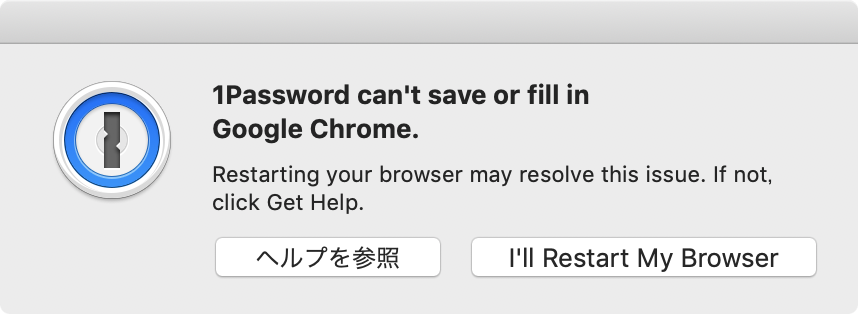 1Password can't save or fill in
Google Chrome.
Restarting your browser may resolve this issue. If not,
click Get Help.
ヘルプを参照
I'll Restart My Browser